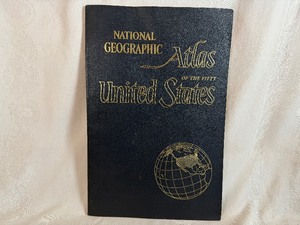 NATIONAL
GEOGRAPHIC
Atlas
OF THE FIFTY
United States